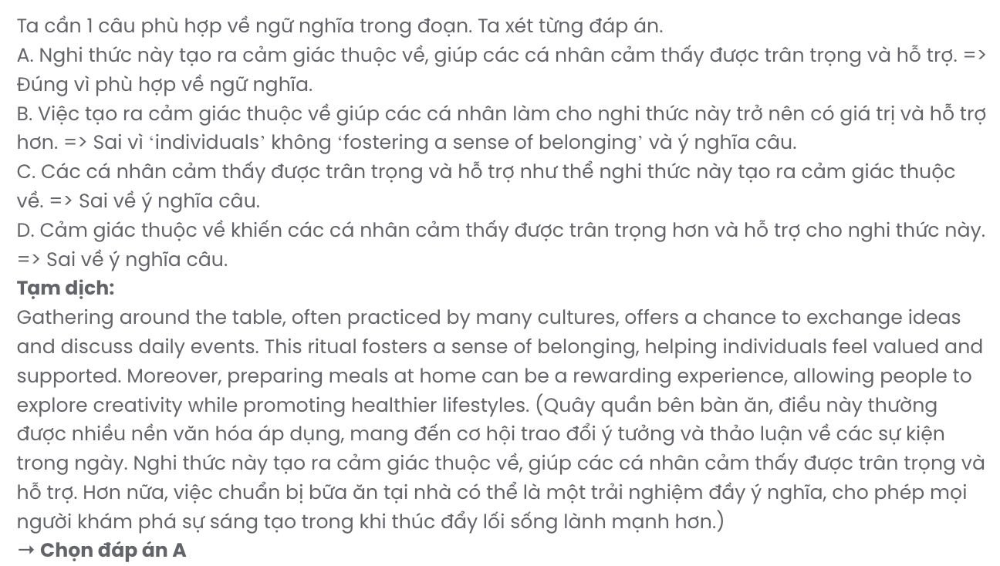 Ta cần 1 câu phù hợp về ngữ nghĩa trong đoạn. Ta xét từng đáp án.
A. Nghi thức này tạo ra cảm giác thuộc về, giúp các cá nhân cảm thấy được trân trọng và hỗ trợ. =>
Đúng vì phù hợp về ngữ nghĩa.
B. Việc tạo ra cảm giác thuộc về giúp các cá nhân làm cho nghi thức này trở nên có giá trị và hỗ trợ
hơn. => Sai vì ‘individuals’ không ‘fostering a sense of belonging’ và ý nghĩa câu.
C. Các cá nhân cảm thấy được trân trọng và hỗ trợ như thể nghi thức này tạo ra cảm giác thuộc
về. => Sai về ý nghĩa câu.
D. Cảm giác thuộc về khiến các cá nhân cảm thấy được trân trọng hơn và hỗ trợ cho nghi thức này.
=> Sai về ý nghĩa câu.
Tạm dịch:
Gathering around the table, often practiced by many cultures, offers a chance to exchange ideas
and discuss daily events. This ritual fosters a sense of belonging, helping individuals feel valued and
supported. Moreover, preparing meals at home can be a rewarding experience, allowing people to
explore creativity while promoting healthier lifestyles. (Quây quần bên bàn ăn, điều này thường
được nhiều nền văn hóa áp dụng, mang đến cơ hội trao đổi ý tưởng và thảo luận về các sự kiện
trong ngày. Nghi thức này tạo ra cảm giác thuộc về, giúp các cá nhân cảm thấy được trân trọng và
hỗ trợ. Hơn nữa, việc chuẩn bị bữa ăn tại nhà có thể là một trải nghiệm đầy ý nghĩa, cho phép mọi
người khám phá sự sáng tạo trong khi thúc đẩy lối sống lành mạnh hơn.)
→ Chọn đáp án A